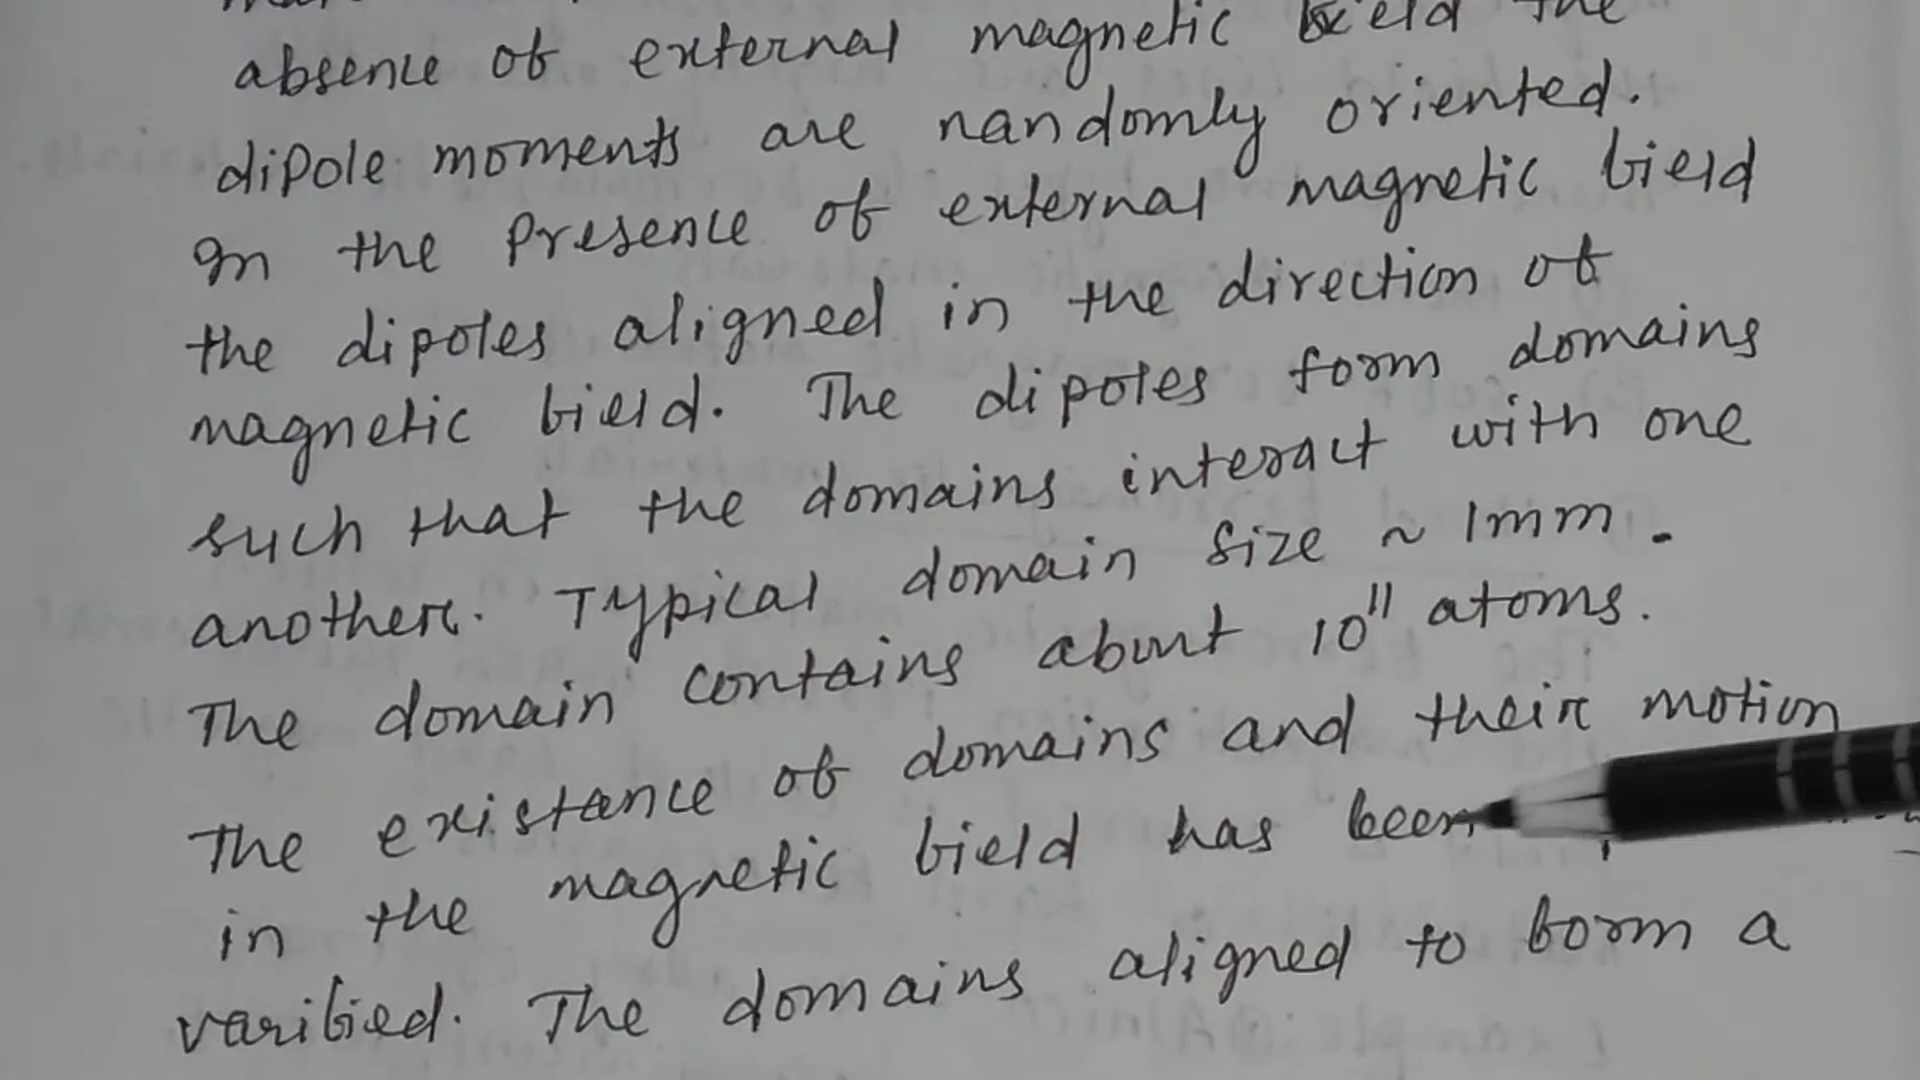 absence of external magnetic field the
dipole moments are randomly oriented.
In the Presence of external magnetic field
the dipoles aligned in the direction of
magnetic field. The dipoles form domains
such that the domains interact with one
another. Typical domain size ~ 1mm.
The domain contains about 10¹¹ atoms.
The existance of domains and their motion
in the magnetic field has been
varified. The domains aligned to form a